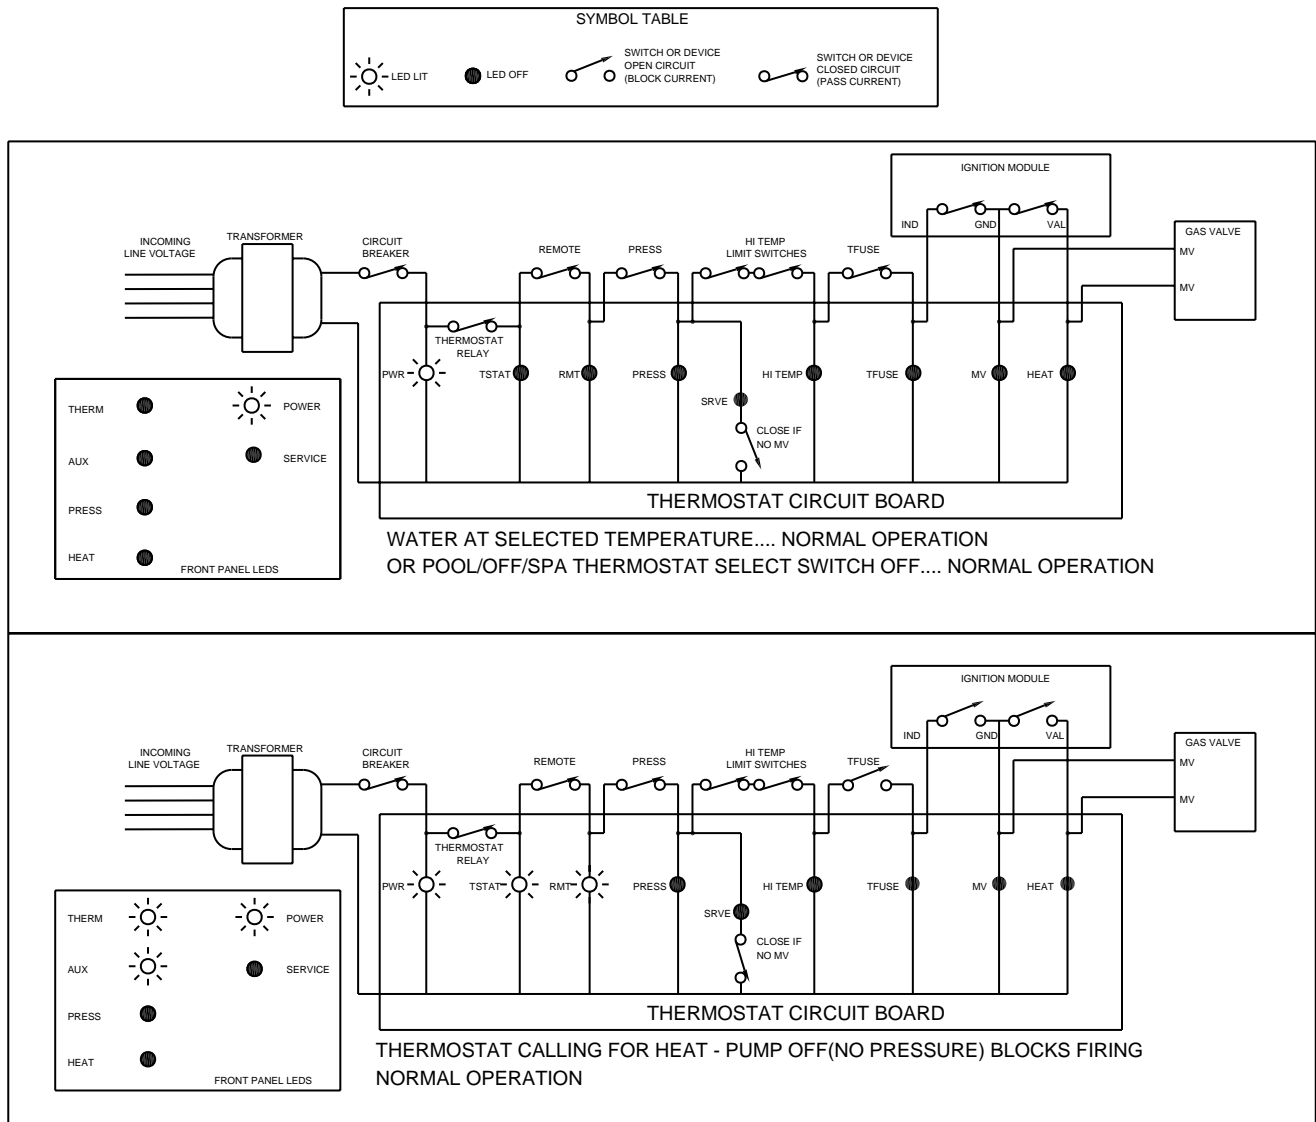 SYMBOL TABLE
LED LIT
LED OFF
SWITCH OR DEVICE
OPEN CIRCUIT
(BLOCK CURRENT)
SWITCH OR DEVICE
CLOSED CIRCUIT
(PASS CURRENT)
IGNITION MODULE
IND
GND
VAL
GAS VALVE
MV
MV
INCOMING
LINE VOLTAGE
TRANSFORMER
CIRCUIT
BREAKER
REMOTE
PRESS
HI TEMP
LIMIT SWITCHES
TFUSE
THERMOSTAT
RELAY
PWR
TSTAT
RMT
PRESS
HI TEMP
TFUSE
MV
HEAT
SRVE
CLOSE IF
NO MV
THERM
POWER
AUX
SERVICE
PRESS
HEAT
FRONT PANEL LEDS
THERMOSTAT CIRCUIT BOARD
WATER AT SELECTED TEMPERATURE.... NORMAL OPERATION
OR POOL/OFF/SPA THERMOSTAT SELECT SWITCH OFF.... NORMAL OPERATION
IGNITION MODULE
IND
GND
VAL
GAS VALVE
MV
MV
INCOMING
LINE VOLTAGE
TRANSFORMER
CIRCUIT
BREAKER
REMOTE
PRESS
HI TEMP
LIMIT SWITCHES
TFUSE
THERMOSTAT
RELAY
PWR
TSTAT
RMT
PRESS
HI TEMP
TFUSE
MV
HEAT
SRVE
CLOSE IF
NO MV
THERM
POWER
AUX
SERVICE
PRESS
HEAT
FRONT PANEL LEDS
THERMOSTAT CIRCUIT BOARD
THERMOSTAT CALLING FOR HEAT - PUMP OFF(NO PRESSURE) BLOCKS FIRING
NORMAL OPERATION